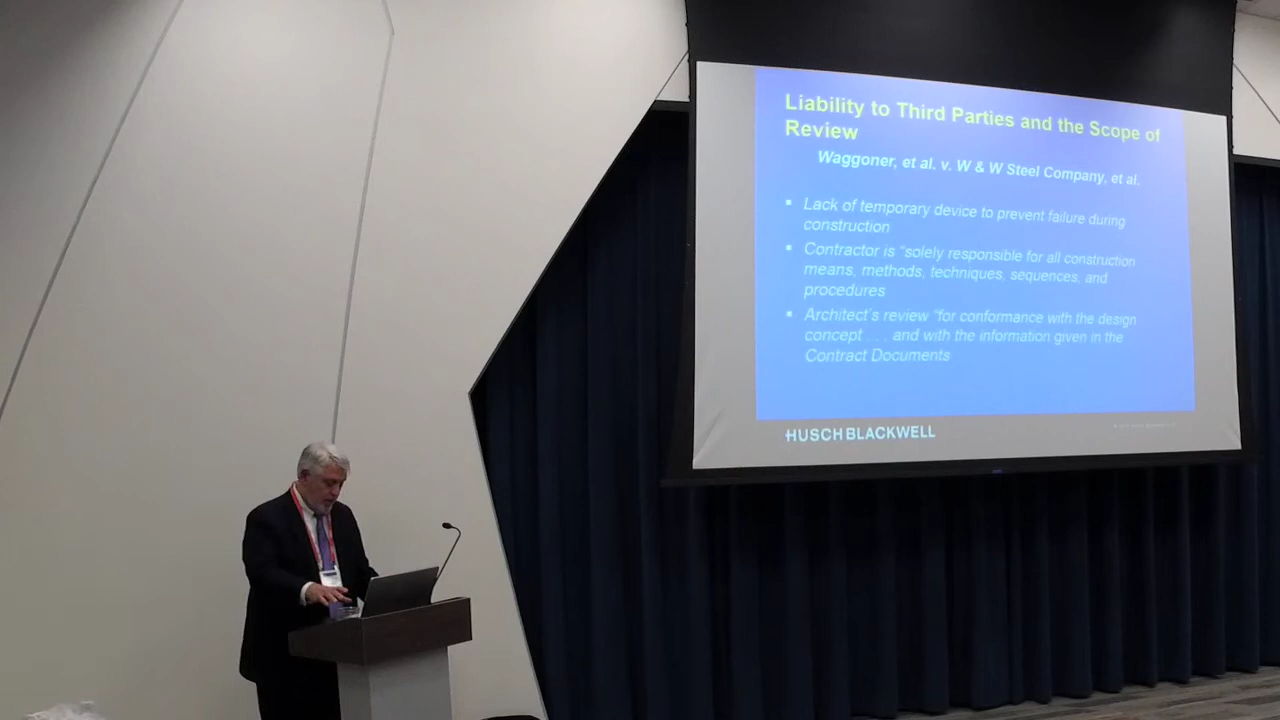 Liability to Third Parties and the Scope of
Review
Waggoner, et al. v. W & W Steel Company, et al.
▪ Lack of temporary device to prevent failure during
construction
▪ Contractor is “solely responsible for all construction
means, methods, techniques, sequences, and
procedures
▪ Architect’s review “for conformance with the design
concept . . . and with the information given in the
Contract Documents
HUSCH BLACKWELL